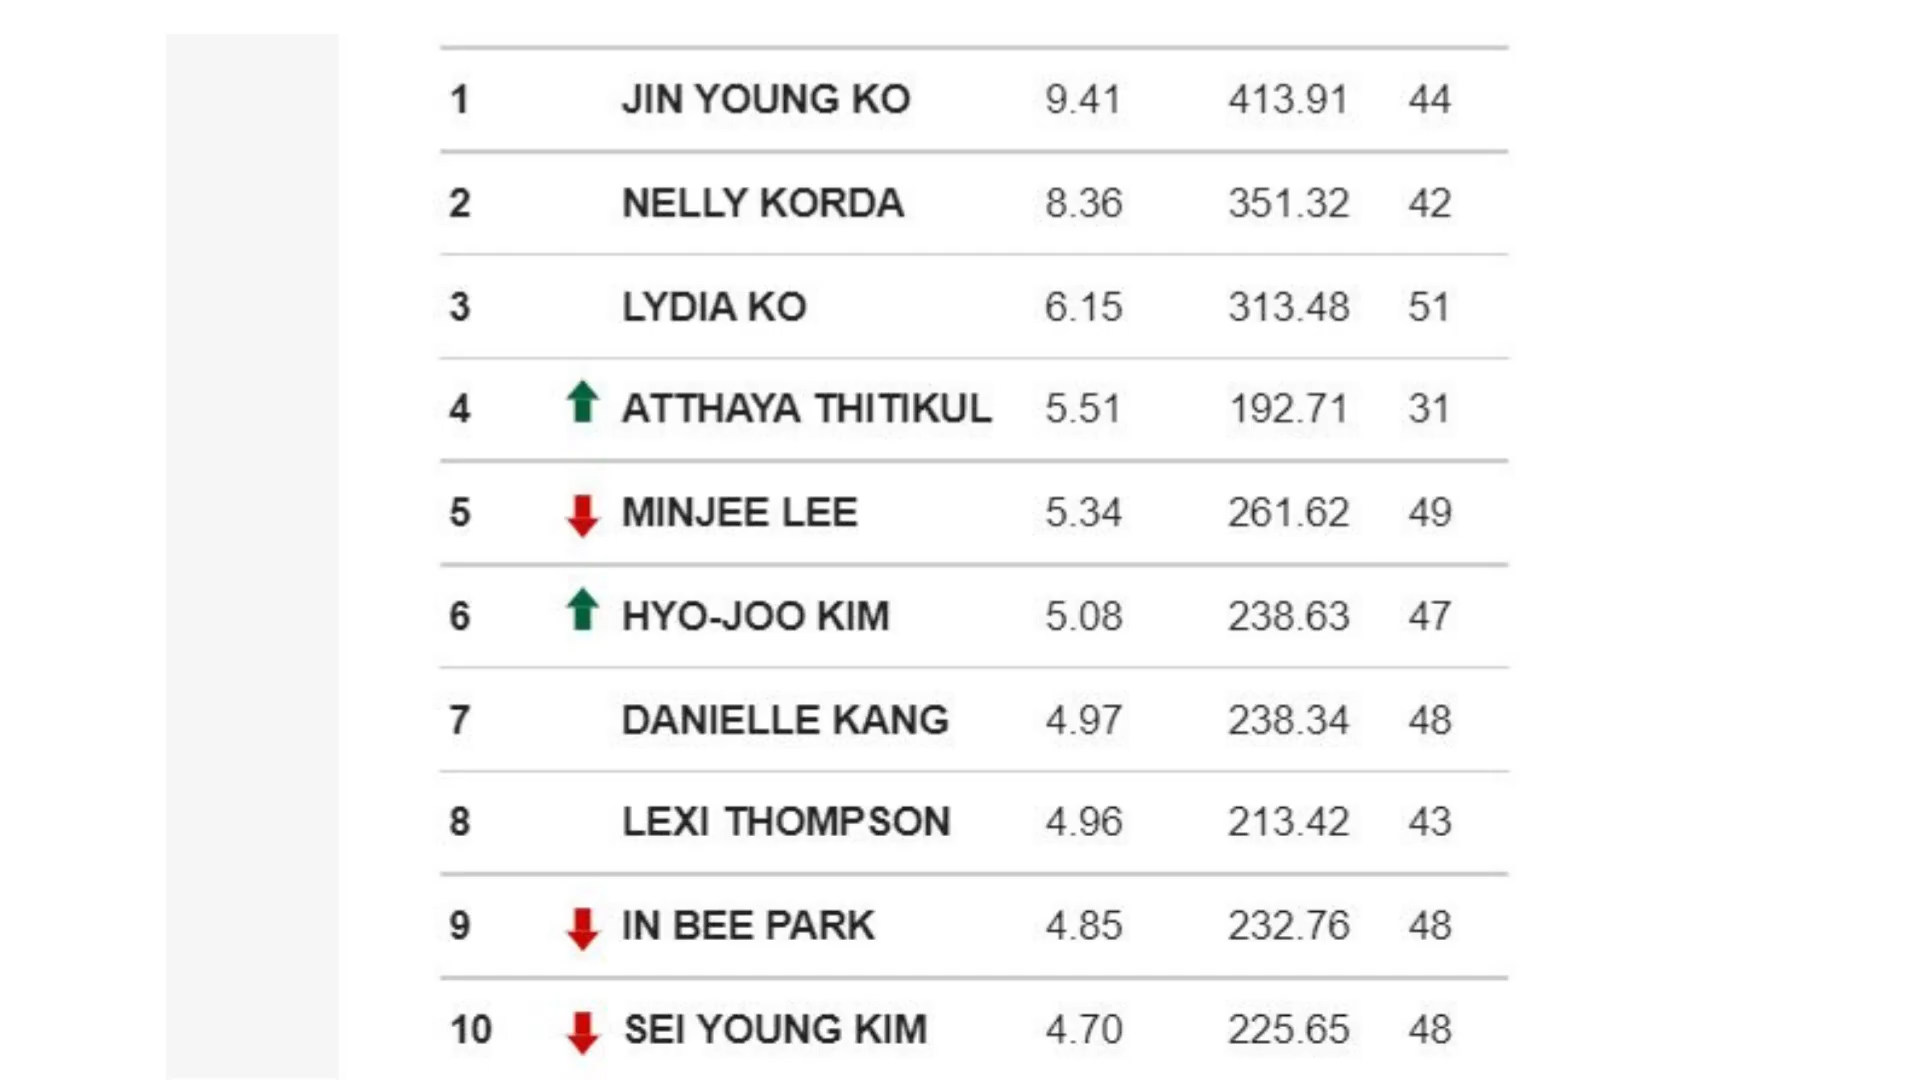 1 JIN YOUNG KO 9.41 413.91 44
2 NELLY KORDA 8.36 351.32 42
3 LYDIA KO 6.15 313.48 51
4 ATTHAYA THITIKUL 5.51 192.71 31
5 MINJEE LEE 5.34 261.62 49
6 HYO-JOO KIM 5.08 238.63 47
7 DANIELLE KANG 4.97 238.34 48
8 LEXI THOMPSON 4.96 213.42 43
9 IN BEE PARK 4.85 232.76 48
10 SEI YOUNG KIM 4.70 225.65 48